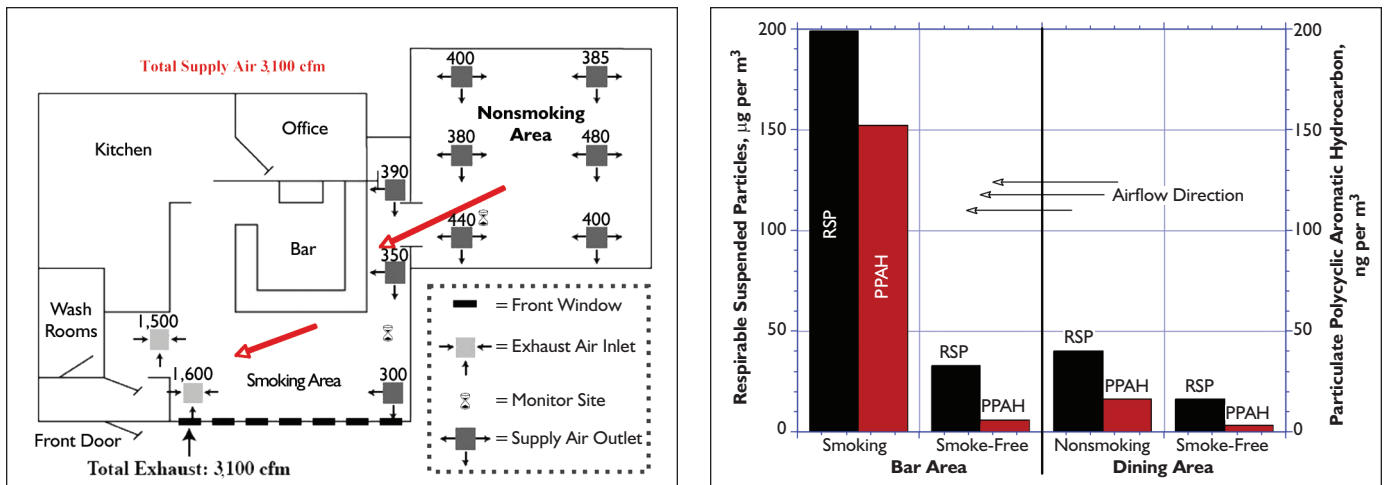 Total Supply Air 3,100 cfm
400
385
Nonsmoking
Area
Office
Kitchen
380
480
390
440
400
Bar
350
Wash
Rooms
1,500
1,600
Smoking Area
300
Front Door
Total Exhaust: 3,100 cfm
= Front Window
= Exhaust Air Inlet
= Monitor Site
= Supply Air Outlet
Respirable Suspended Particles, µg per m³
200
150
100
50
0
RSP
PPAH
RSP
PPAH
RSP
PPAH
RSP
PPAH
Airflow Direction
Smoking
Smoke-Free
Nonsmoking
Smoke-Free
Bar Area
Dining Area
200
150
100
50
0
Particulate Polycyclic Aromatic Hydrocarbon,
ng per m³